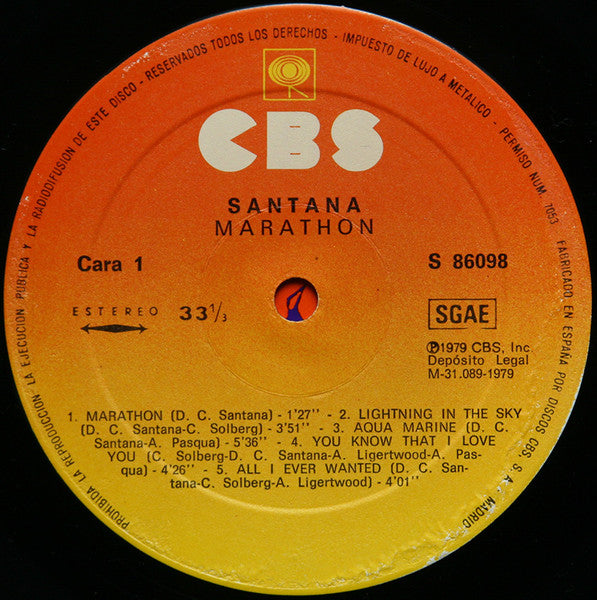 PROHIBIDA LA REPRODUCCION, LA EJECUCION PUBLICA Y LA RADIODIFUSION DE ESTE DISCO - RESERVADOS TODOS LOS DERECHOS - IMPUESTO DE LUJO A METALICO - PERMISO NUM. 7053 FABRICADO EN ESPAÑA POR DISCOS CBS, S. A. / MADRID
CBS
SANTANA
MARATHON
Cara 1
S 86098
ESTEREO 33 1/3
SGAE
Ⓟ1979 CBS, Inc
Depósito Legal
M-31.089-1979
1. MARATHON (D. C. Santana) - 1'27'' - 2. LIGHTNING IN THE SKY
(D. C. Santana-C. Solberg) - 3'51'' - 3. AQUA MARINE (D. C.
Santana-A. Pasqua) - 5'36'' - 4. YOU KNOW THAT I LOVE
YOU (C. Solberg-D. C. Santana-A. Ligertwood-A. Pas-
qua) - 4'26'' - 5. ALL I EVER WANTED (D. C. San-
tana-C. Solberg-A. Ligertwood) - 4'01''